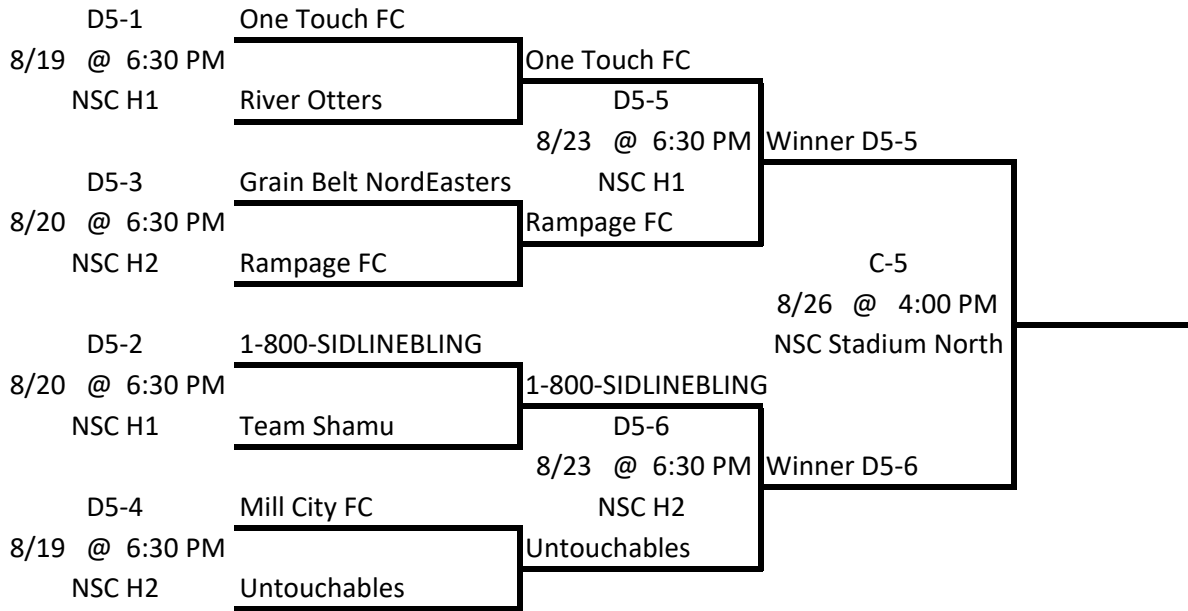 D5-1 One Touch FC
8/19 @ 6:30 PM One Touch FC
NSC H1 River Otters D5-5
8/23 @ 6:30 PM Winner D5-5
D5-3 Grain Belt NordEasters NSC H1
8/20 @ 6:30 PM Rampage FC
NSC H2 Rampage FC C-5
8/26 @ 4:00 PM
D5-2 1-800-SIDLINEBLING NSC Stadium North
8/20 @ 6:30 PM 1-800-SIDLINEBLING
NSC H1 Team Shamu D5-6
8/23 @ 6:30 PM Winner D5-6
D5-4 Mill City FC NSC H2
8/19 @ 6:30 PM Untouchables
NSC H2 Untouchables